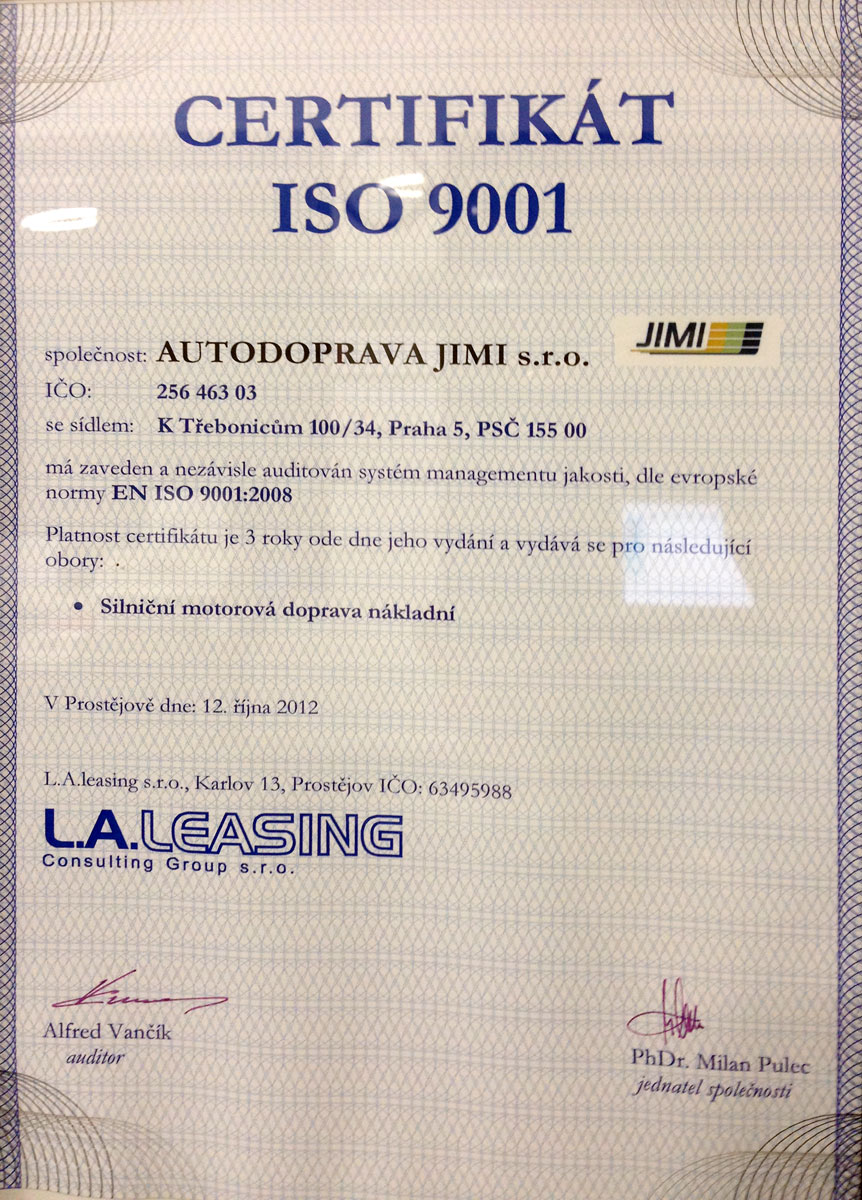 CERTIFIKÁT
ISO 9001
společnost: AUTODOPRAVA JIMI s.r.o.
JIMI
IČO: 256 463 03
se sídlem: K Třebonicům 100/34, Praha 5, PSČ 155 00
má zaveden a nezávisle auditován systém managementu jakosti, dle evropské
normy EN ISO 9001:2008
Platnost certifikátu je 3 roky ode dne jeho vydání a vydává se pro následující
obory: .
• Silniční motorová doprava nákladní
V Prostějově dne: 12. října 2012
L.A.leasing s.r.o., Karlov 13, Prostějov IČO: 63495988
L.A.LEASING
Consulting Group s.r.o.
Alfred Vančík
auditor
PhDr. Milan Pulec
jednatel společnosti